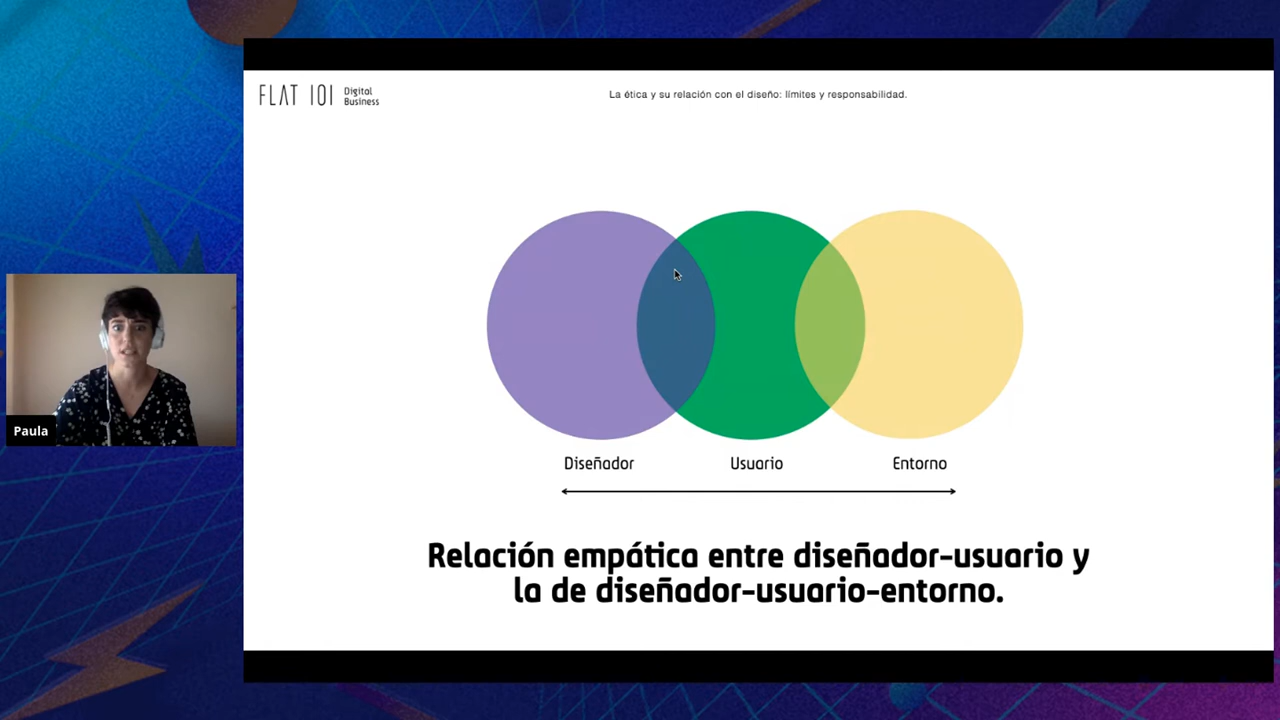 FLAT 101
Digital
Business
La ética y su relación con el diseño: límites y responsabilidad.
Paula
Diseñador
Usuario
Entorno
Relación empática entre diseñador-usuario y
la de diseñador-usuario-entorno.